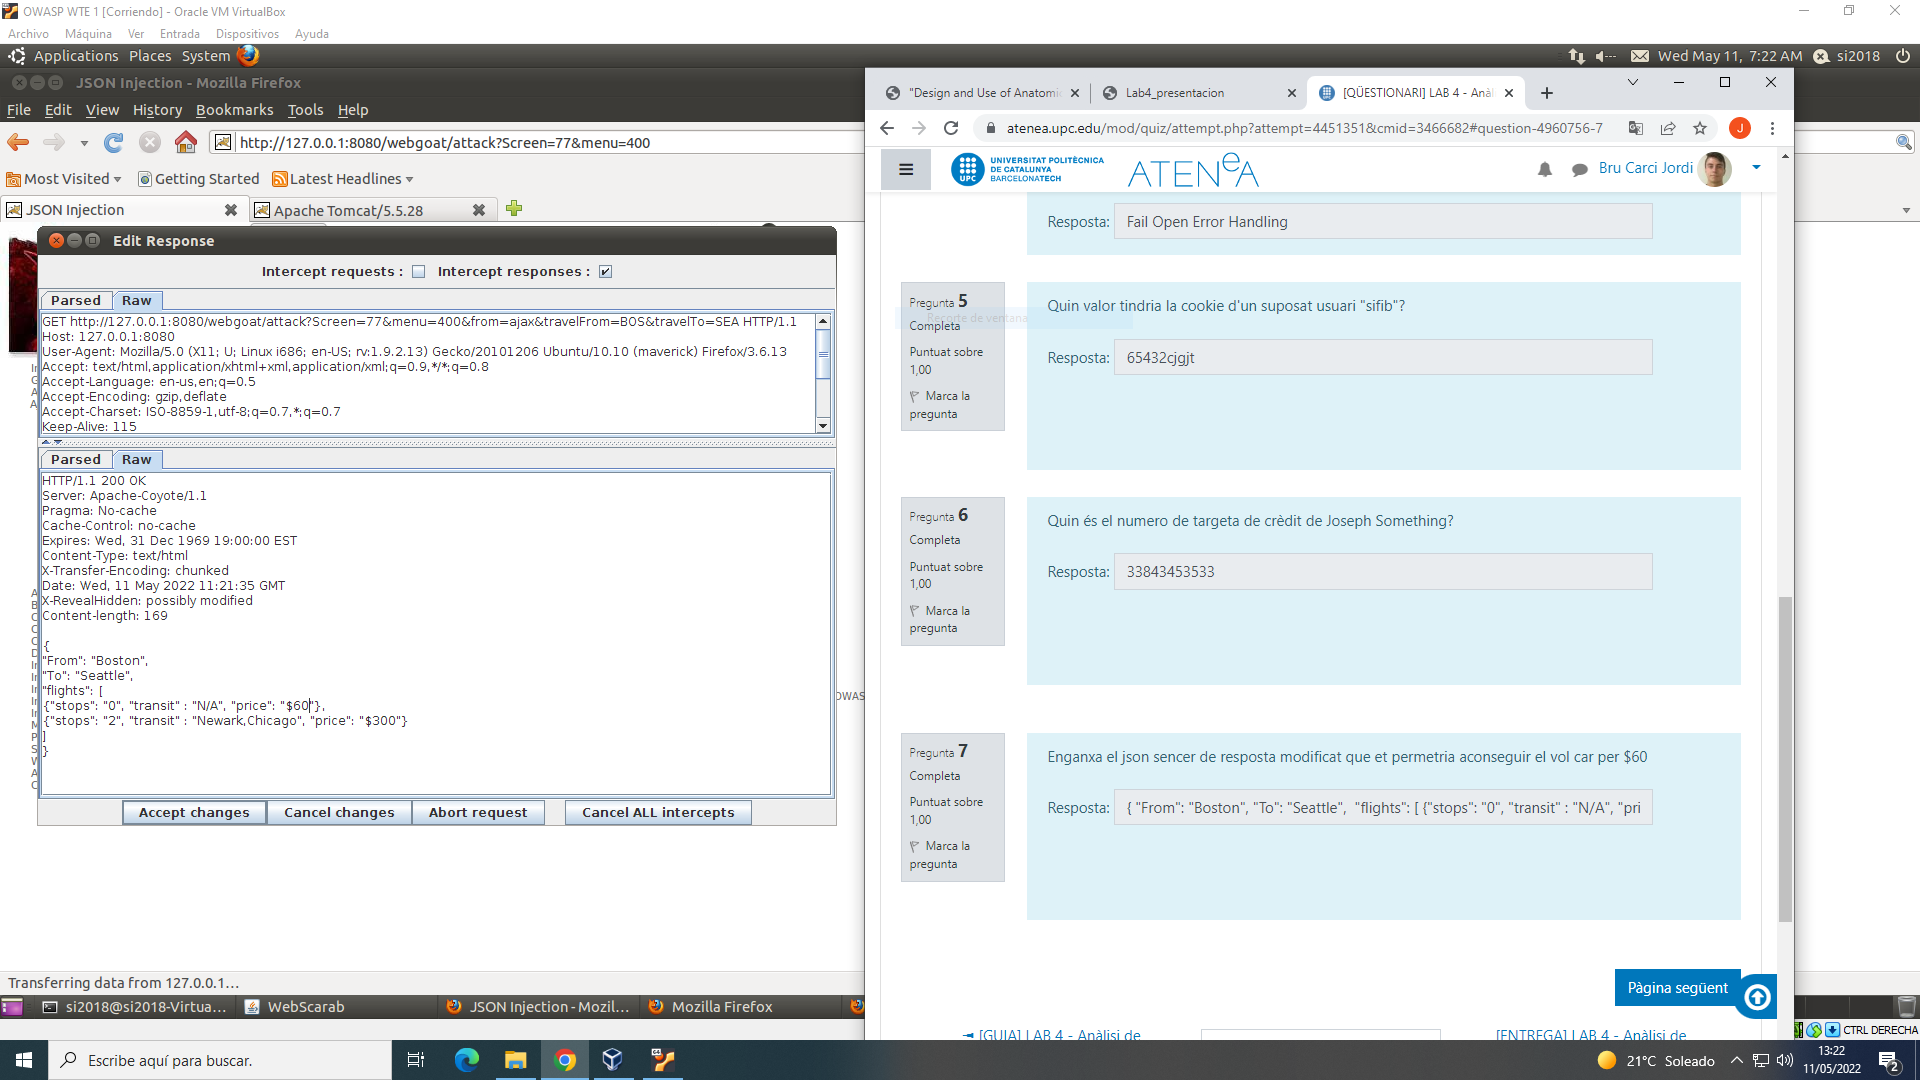 OWASP WTE 1 [Corriendo] - Oracle VM VirtualBox
Archivo Máquina Ver Entrada Dispositivos Ayuda
Applications Places System
Wed May 11, 7:22 AM si2018
JSON Injection - Mozilla Firefox
File Edit View History Bookmarks Tools Help
http://127.0.0.1:8080/webgoat/attack?Screen=77&menu=400
Most Visited Getting Started Latest Headlines
JSON Injection
Apache Tomcat/5.5.28
Edit Response
Intercept requests : Intercept responses :
Parsed Raw
GET http://127.0.0.1:8080/webgoat/attack?Screen=77&menu=400&from=ajax&travelFrom=BOS&travelTo=SEA HTTP/1.1
Host: 127.0.0.1:8080
User-Agent: Mozilla/5.0 (X11; U; Linux i686; en-US; rv:1.9.2.13) Gecko/20101206 Ubuntu/10.10 (maverick) Firefox/3.6.13
Accept: text/html,application/xhtml+xml,application/xml;q=0.9,*/*;q=0.8
Accept-Language: en-us,en;q=0.5
Accept-Encoding: gzip,deflate
Accept-Charset: ISO-8859-1,utf-8;q=0.7,*;q=0.7
Keep-Alive: 115
Parsed Raw
HTTP/1.1 200 OK
Server: Apache-Coyote/1.1
Pragma: No-cache
Cache-Control: no-cache
Expires: Wed, 31 Dec 1969 19:00:00 EST
Content-Type: text/html
X-Transfer-Encoding: chunked
Date: Wed, 11 May 2022 11:21:35 GMT
X-RevealHidden: possibly modified
Content-length: 169
{
"From": "Boston",
"To": "Seattle",
"flights": [
{"stops": "0", "transit" : "N/A", "price": "$60"},
{"stops": "2", "transit" : "Newark,Chicago", "price": "$300"}
]
}
Accept changes Cancel changes Abort request Cancel ALL intercepts
OWAS
Transferring data from 127.0.0.1...
si2018@si2018-Virtua... WebScarab JSON Injection - Mozil... Mozilla Firefox
"Design and Use of Anatomi
Lab4_presentacion
[QÜESTIONARI] LAB 4 - Anàl
atenea.upc.edu/mod/quiz/attempt.php?attempt=4451351&cmid=3466682#question-4960756-7
J
UPC
UNIVERSITAT POLITÈCNICA
DE CATALUNYA
BARCELONATECH
ATENeA
Bru Carci Jordi
Resposta: Fail Open Error Handling
Pregunta 5
Completa
Puntuat sobre
1,00
Marca la
pregunta
Recorte de ventana
Quin valor tindria la cookie d'un suposat usuari "sifib"?
Resposta: 65432cjgjt
Pregunta 6
Completa
Puntuat sobre
1,00
Marca la
pregunta
Quin és el numero de targeta de crèdit de Joseph Something?
Resposta: 33843453533
Pregunta 7
Completa
Puntuat sobre
1,00
Marca la
pregunta
Enganxa el json sencer de resposta modificat que et permetria aconseguir el vol car per $60
Resposta: { "From": "Boston", "To": "Seattle", "flights": [ {"stops": "0", "transit" : "N/A", "pri
Pàgina següent
◄ [GUIA] LAB 4 - Anàlisi de
[ENTREGA] LAB 4 - Anàlisi de
CTRL DERECHA
Escribe aquí para buscar.
21°C Soleado
13:22
11/05/2022
2